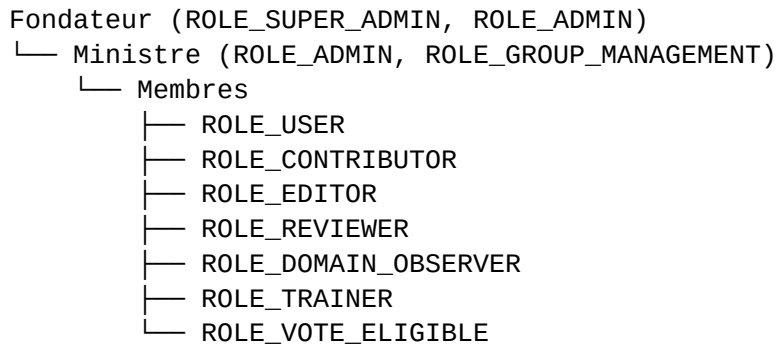 Fondateur (ROLE_SUPER_ADMIN, ROLE_ADMIN)
└── Ministre (ROLE_ADMIN, ROLE_GROUP_MANAGEMENT)
    └── Membres
        ├── ROLE_USER
        ├── ROLE_CONTRIBUTOR
        ├── ROLE_EDITOR
        ├── ROLE_REVIEWER
        ├── ROLE_DOMAIN_OBSERVER
        ├── ROLE_TRAINER
        └── ROLE_VOTE_ELIGIBLE